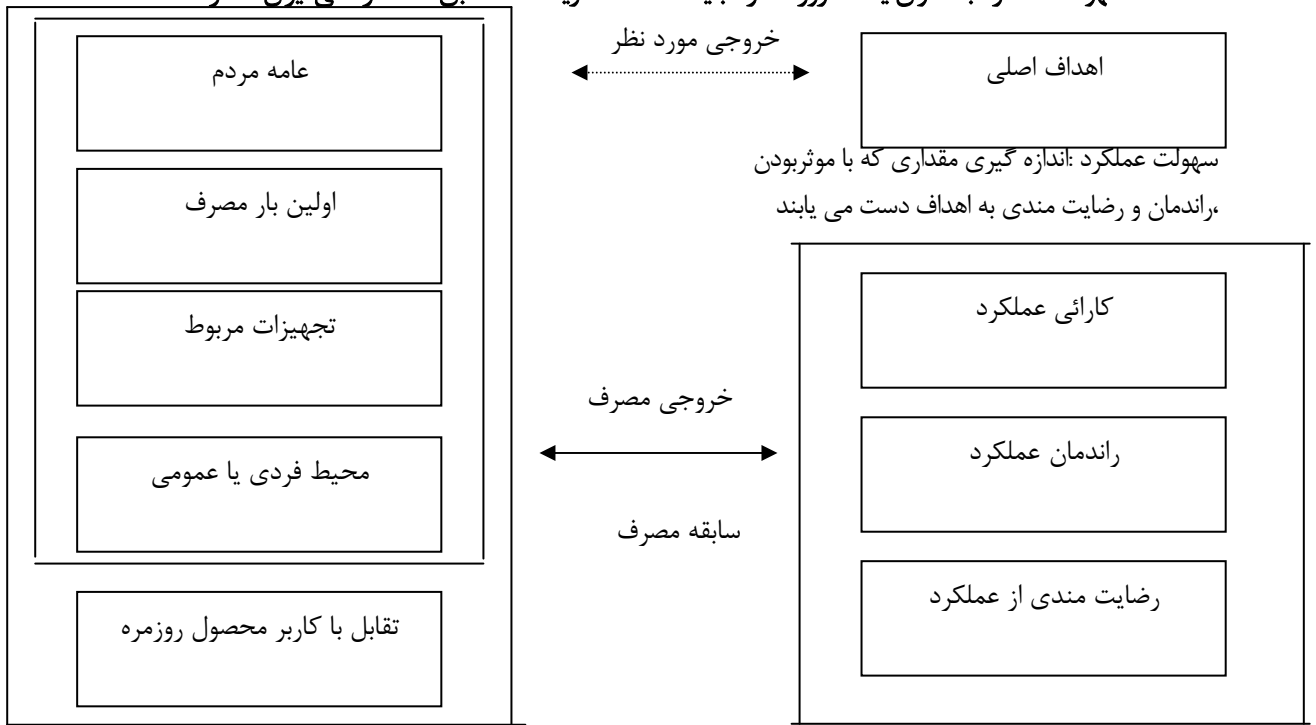 خروجی مورد نظر
اهداف اصلی
عامه مردم
سهولت عملکرد :اندازه گیری مقداری که با موثربودن
،راندمان و رضایت مندی به اهداف دست می یابند
اولین بار مصرف
تجهیزات مربوط
کارائی عملکرد
خروجی مصرف
محیط فردی یا عمومی
راندمان عملکرد
سابقه مصرف
رضایت مندی از عملکرد
تقابل با کاربر محصول روزمره